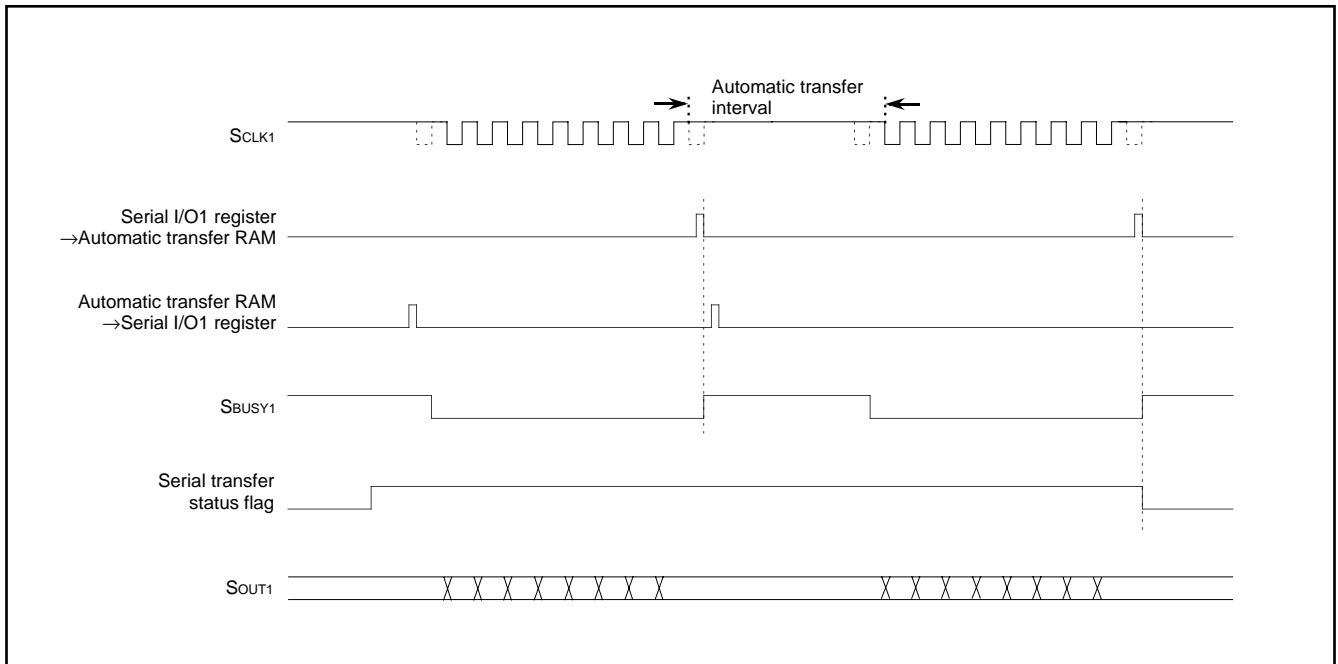 Automatic transfer
interval
SCLK1
Serial I/O1 register
→Automatic transfer RAM
Automatic transfer RAM
→Serial I/O1 register
SBUSY1
Serial transfer
status flag
SOUT1